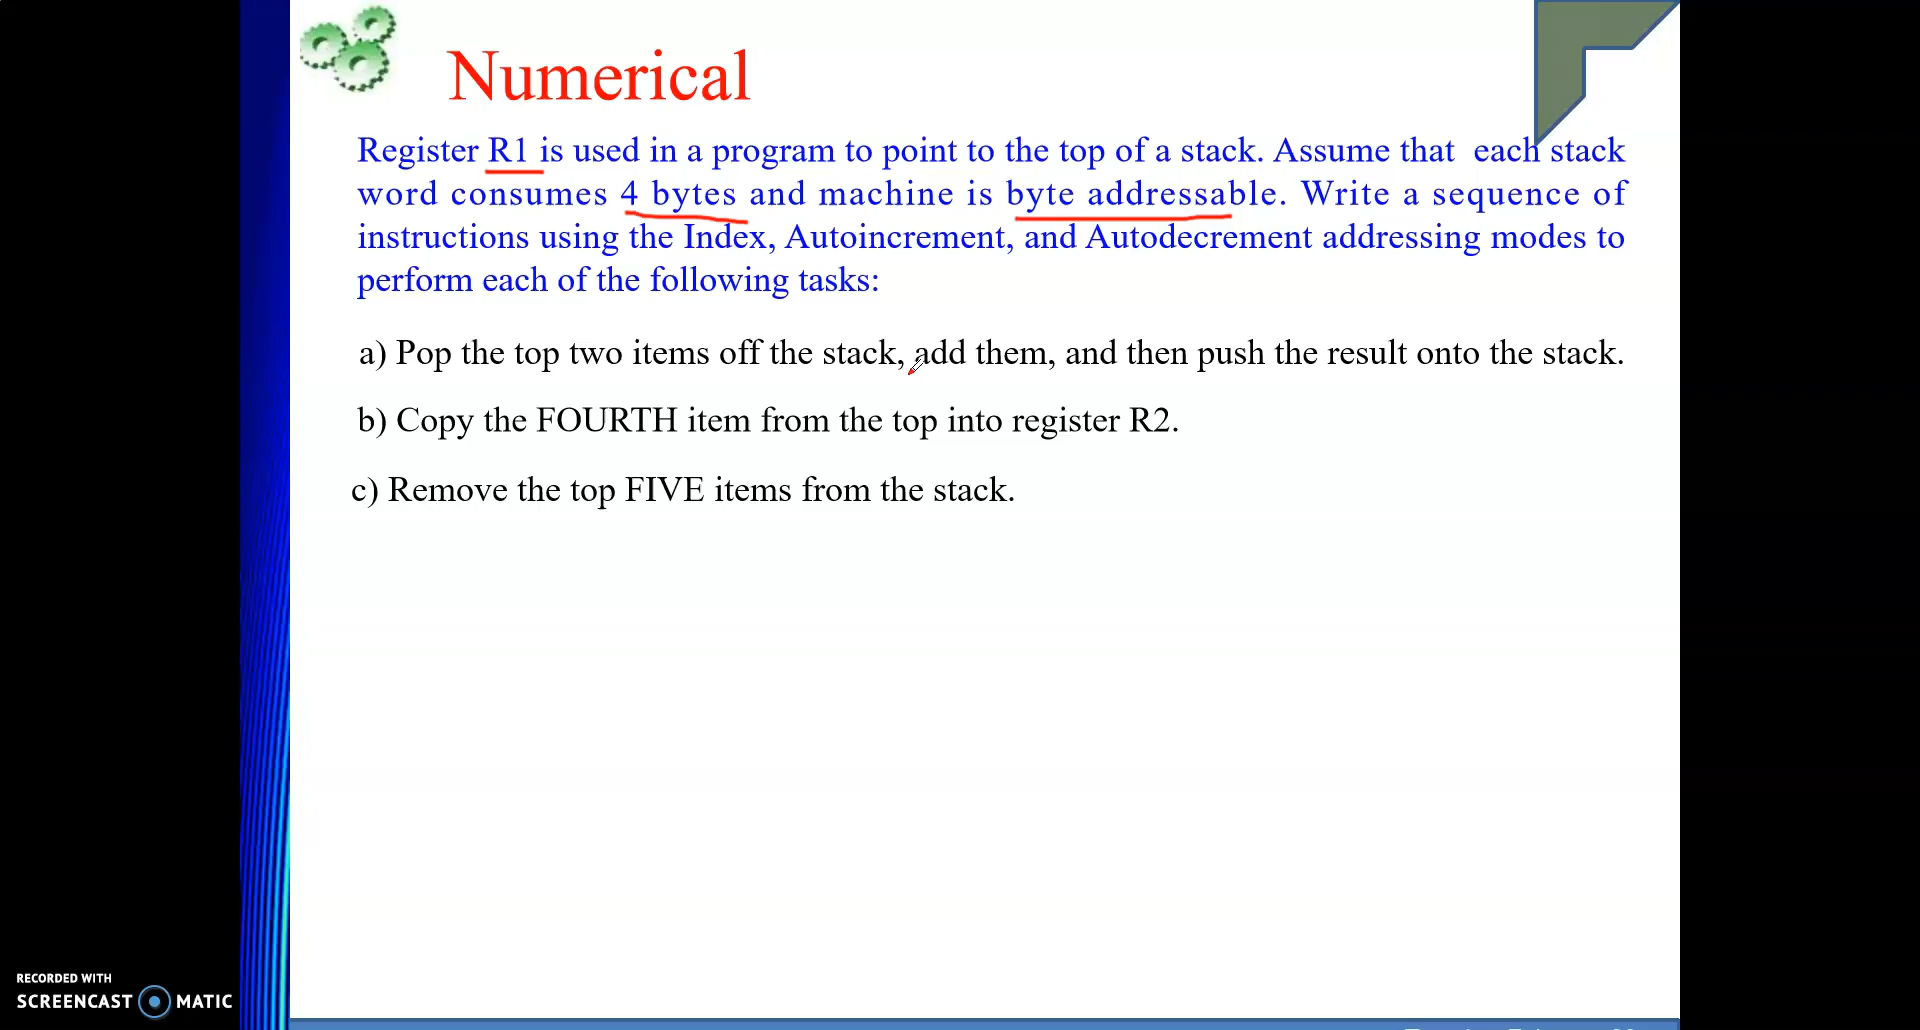 Numerical
Register R1 is used in a program to point to the top of a stack. Assume that each stack
word consumes 4 bytes and machine is byte addressable. Write a sequence of
instructions using the Index, Autoincrement, and Autodecrement addressing modes to
perform each of the following tasks:
a) Pop the top two items off the stack, add them, and then push the result onto the stack.
b) Copy the FOURTH item from the top into register R2.
c) Remove the top FIVE items from the stack.
RECORDED WITH
SCREENCAST MATIC